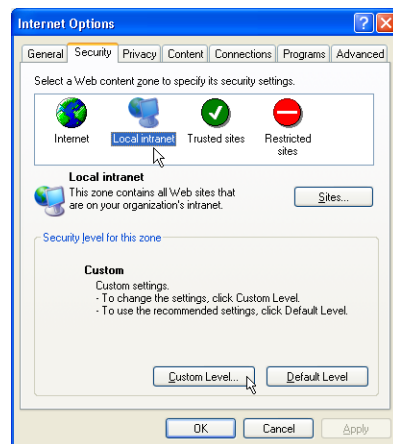 Internet Options
General Security Privacy Content Connections Programs Advanced
Select a Web content zone to specify its security settings.
Internet Local intranet Trusted sites Restricted sites
Local intranet
This zone contains all Web sites that
are on your organization's intranet.
Sites...
Security level for this zone
Custom
Custom settings.
- To change the settings, click Custom Level.
- To use the recommended settings, click Default Level.
Custom Level... Default Level
OK Cancel Apply